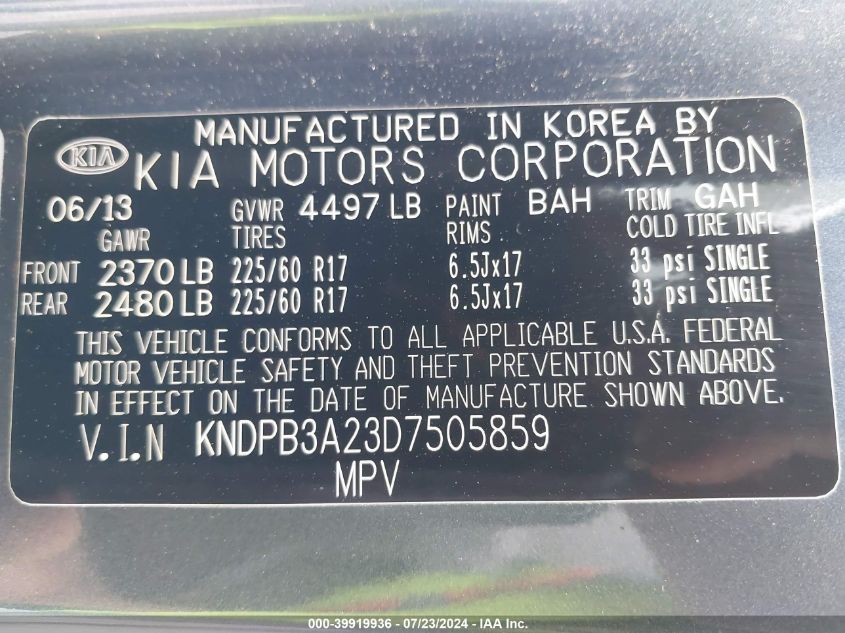 MANUFACTURED IN KOREA BY
KIA KIA MOTORS CORPORATION
06/13 GVWR 4497 LB PAINT BAH TRIM GAH
GAWR TIRES RIMS COLD TIRE INFL
FRONT 2370 LB 225/60 R17 6.5Jx17 33 psi SINGLE
REAR 2480 LB 225/60 R17 6.5Jx17 33 psi SINGLE
THIS VEHICLE CONFORMS TO ALL APPLICABLE U.S.A. FEDERAL
MOTOR VEHICLE SAFETY AND THEFT PREVENTION STANDARDS
IN EFFECT ON THE DATE OF MANUFACTURE SHOWN ABOVE.
V.I.N KNDPB3A23D7505859
MPV
000-39919936 - 07/23/2024 - IAA Inc.